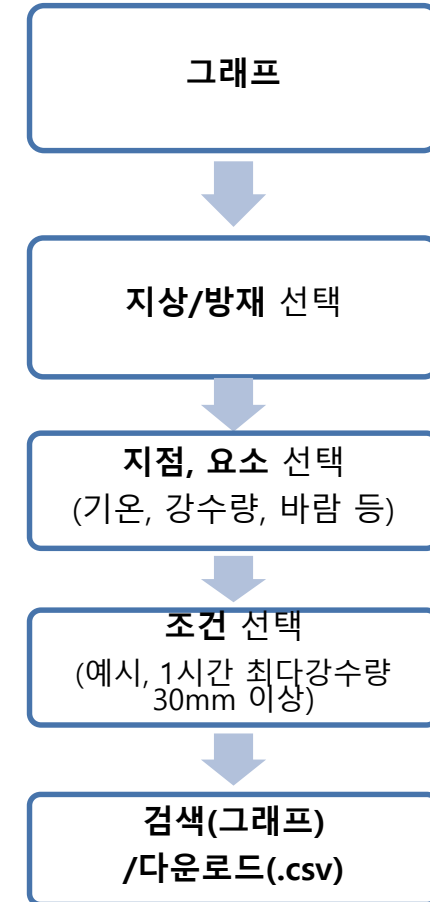 그래프
지상/방재 선택
지점, 요소 선택
(기온, 강수량, 바람 등)
조건 선택
(예시, 1시간 최다강수량
30mm 이상)
검색(그래프)
/다운로드(.csv)